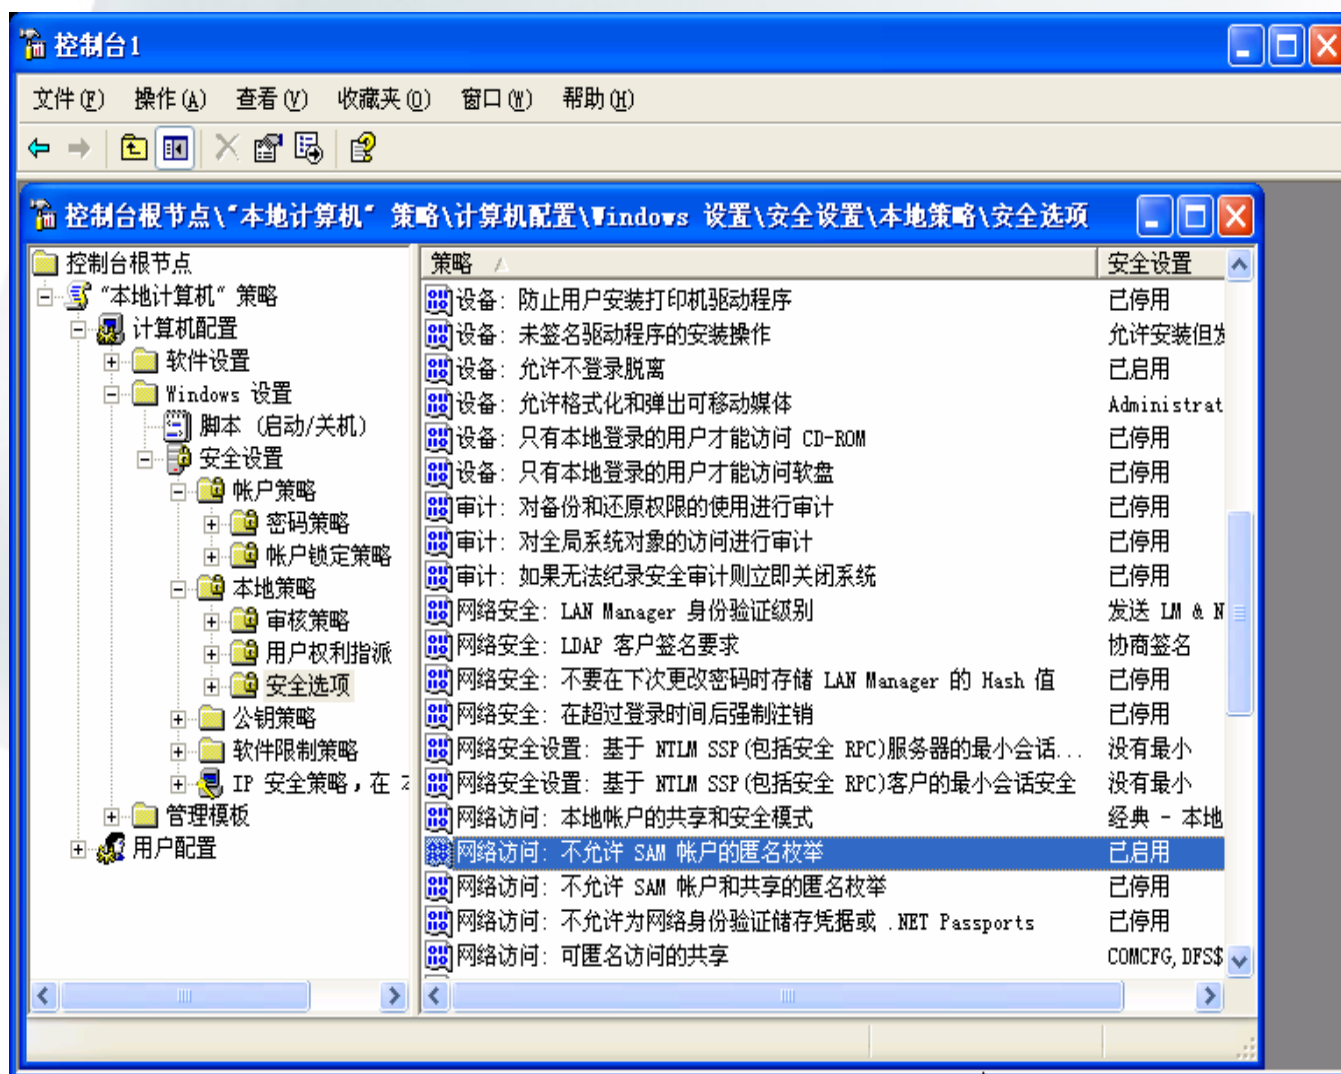 控制台1
文件(F) 操作(A) 查看(V) 收藏夹(O) 窗口(W) 帮助(H)
控制台根节点\"本地计算机" 策略\计算机配置\Windows 设置\安全设置\本地策略\安全选项
控制台根节点
"本地计算机" 策略
计算机配置
软件设置
Windows 设置
脚本 (启动/关机)
安全设置
帐户策略
密码策略
帐户锁定策略
本地策略
审核策略
用户权利指派
安全选项
公钥策略
软件限制策略
IP 安全策略，在
管理模板
用户配置
策略 安全设置
设备: 防止用户安装打印机驱动程序 已停用
设备: 未签名驱动程序的安装操作 允许安装但发
设备: 允许不登录脱离 已启用
设备: 允许格式化和弹出可移动媒体 Administrat
设备: 只有本地登录的用户才能访问 CD-ROM 已停用
设备: 只有本地登录的用户才能访问软盘 已停用
审计: 对备份和还原权限的使用进行审计 已停用
审计: 对全局系统对象的访问进行审计 已停用
审计: 如果无法纪录安全审计则立即关闭系统 已停用
网络安全: LAN Manager 身份验证级别 发送 LM & N
网络安全: LDAP 客户签名要求 协商签名
网络安全: 不要在下次更改密码时存储 LAN Manager 的 Hash 值 已停用
网络安全: 在超过登录时间后强制注销 已停用
网络安全设置: 基于 NTLM SSP(包括安全 RPC)服务器的最小会话... 没有最小
网络安全设置: 基于 NTLM SSP(包括安全 RPC)客户的最小会话安全 没有最小
网络访问: 本地帐户的共享和安全模式 经典 - 本地
网络访问: 不允许 SAM 帐户的匿名枚举 已启用
网络访问: 不允许 SAM 帐户和共享的匿名枚举 已停用
网络访问: 不允许为网络身份验证储存凭据或 .NET Passports 已停用
网络访问: 可匿名访问的共享 COMCFG,DFS$